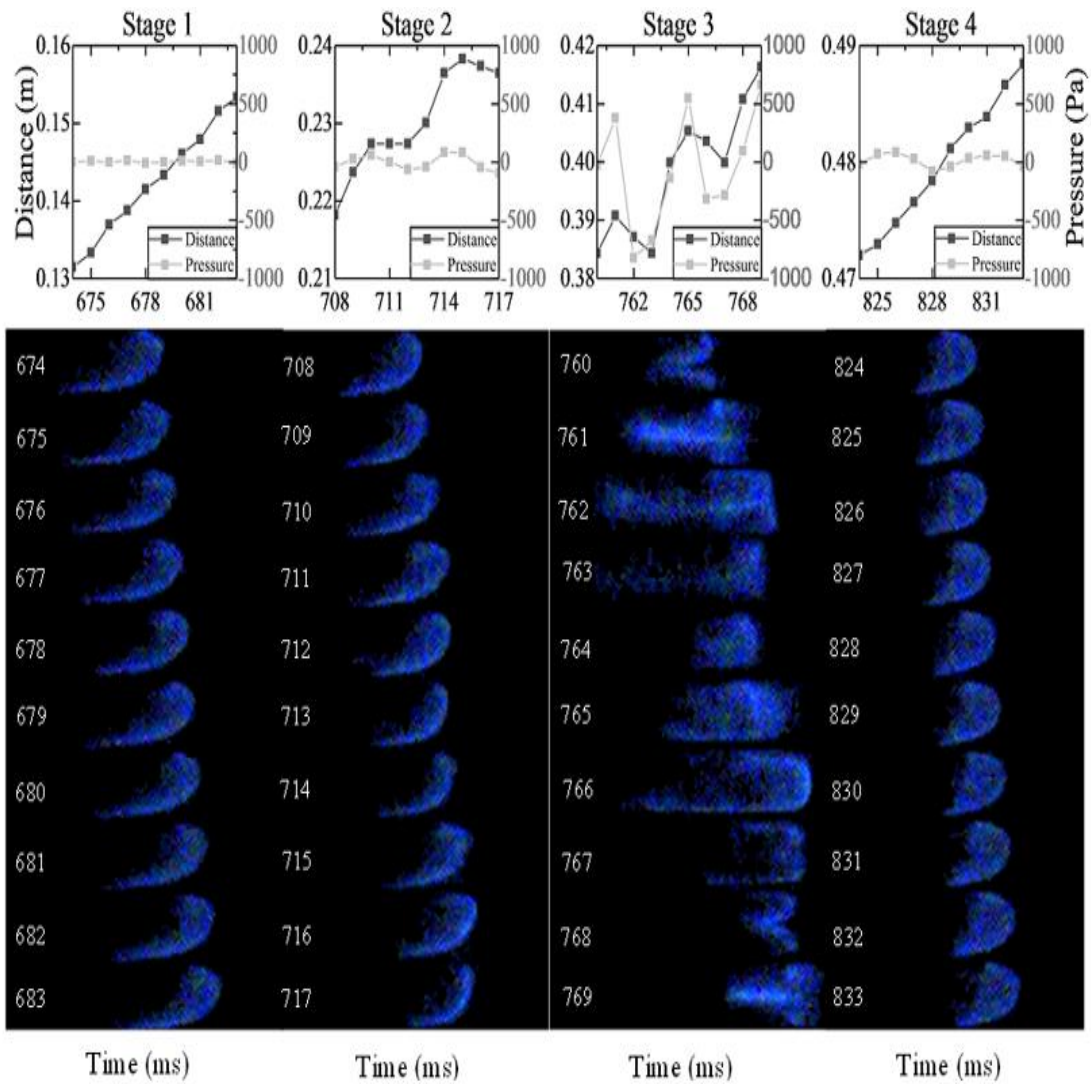 Stage 1 Stage 2 Stage 3 Stage 4
0.16 0.24 1000 0.42 1000 0.49 1000
Distance (m) Pressure (Pa)
0.15 500 0.23 500 0.41 500 500
0.14 0 0.22 0 0.40 0 0.48 0
-500 -500 0.39 -500 -500
Distance Distance Distance Distance
Pressure Pressure Pressure Pressure
0.13 -1000 0.21 -1000 0.38 -1000 0.47 -1000
675 678 681 708 711 714 717 762 765 768 825 828 831
674 708 760 824
675 709 761 825
676 710 762 826
677 711 763 827
678 712 764 828
679 713 765 829
680 714 766 830
681 715 767 831
682 716 768 832
683 717 769 833
Time (ms) Time (ms) Time (ms) Time (ms)